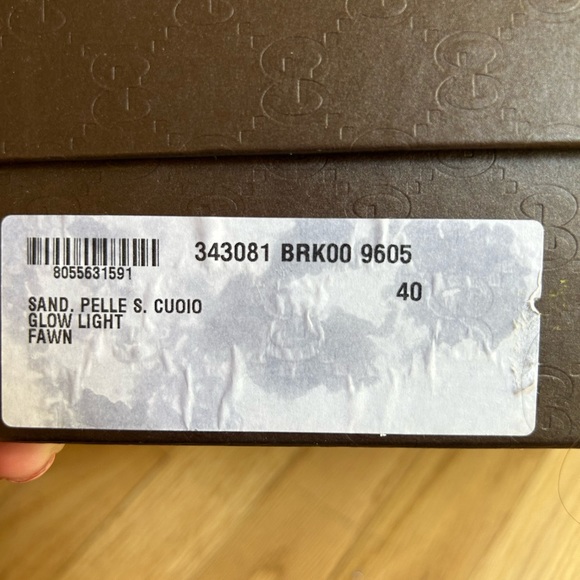 343081 BRK00 9605
8055631591
40
SAND. PELLE S. CUOIO
GLOW LIGHT
FAWN